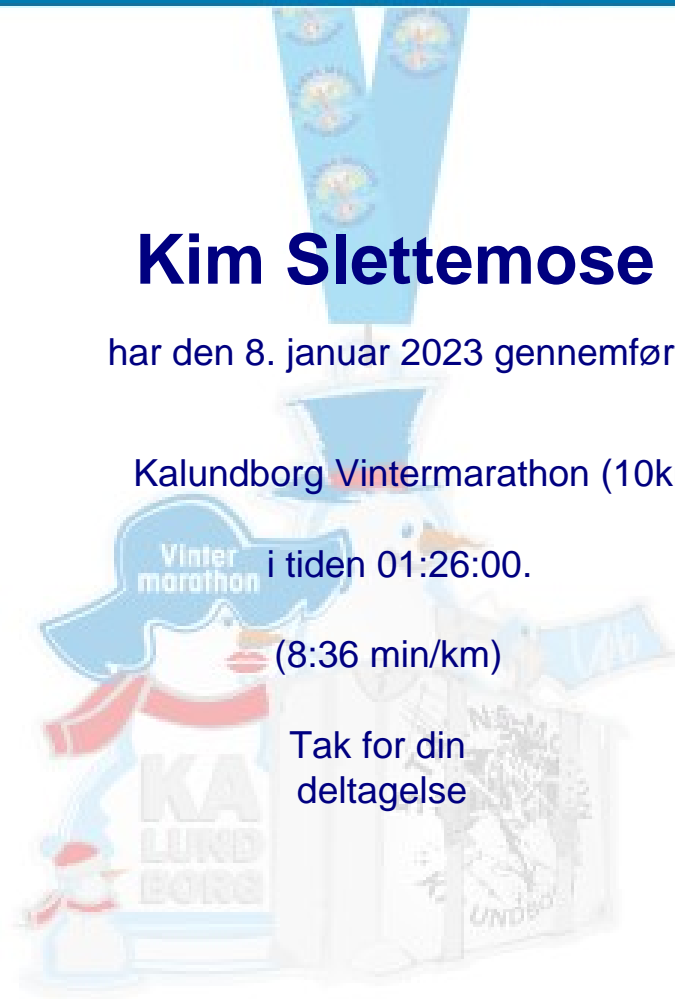 Kim Slettemose
har den 8. januar 2023 gennemfør
Kalundborg Vintermarathon (10k
Vinter
marathon
i tiden 01:26:00.
(8:36 min/km)
Tak for din
deltagelse
KA
LUND
BORG